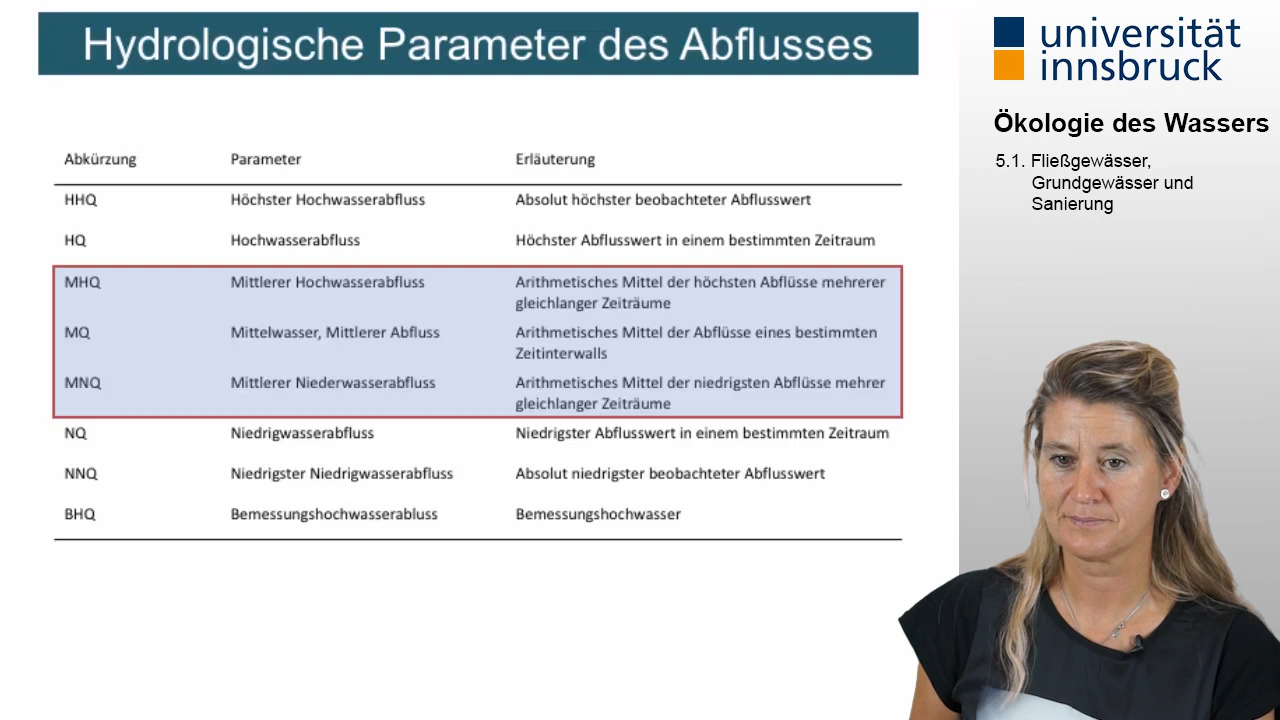 Hydrologische Parameter des Abflusses
universität
innsbruck
Ökologie des Wassers
5.1. Fließgewässer,
Grundgewässer und
Sanierung
Abkürzung Parameter Erläuterung
HHQ Höchster Hochwasserabfluss Absolut höchster beobachteter Abflusswert
HQ Hochwasserabfluss Höchster Abflusswert in einem bestimmten Zeitraum
MHQ Mittlerer Hochwasserabfluss Arithmetisches Mittel der höchsten Abflüsse mehrerer
gleichlanger Zeiträume
MQ Mittelwasser, Mittlerer Abfluss Arithmetisches Mittel der Abflüsse eines bestimmten
Zeitinterwalls
MNQ Mittlerer Niederwasserabfluss Arithmetisches Mittel der niedrigsten Abflüsse mehrer
gleichlanger Zeiträume
NQ Niedrigwasserabfluss Niedrigster Abflusswert in einem bestimmten Zeitraum
NNQ Niedrigster Niedrigwasserabfluss Absolut niedrigster beobachteter Abflusswert
BHQ Bemessungshochwasserabluss Bemessungshochwasser